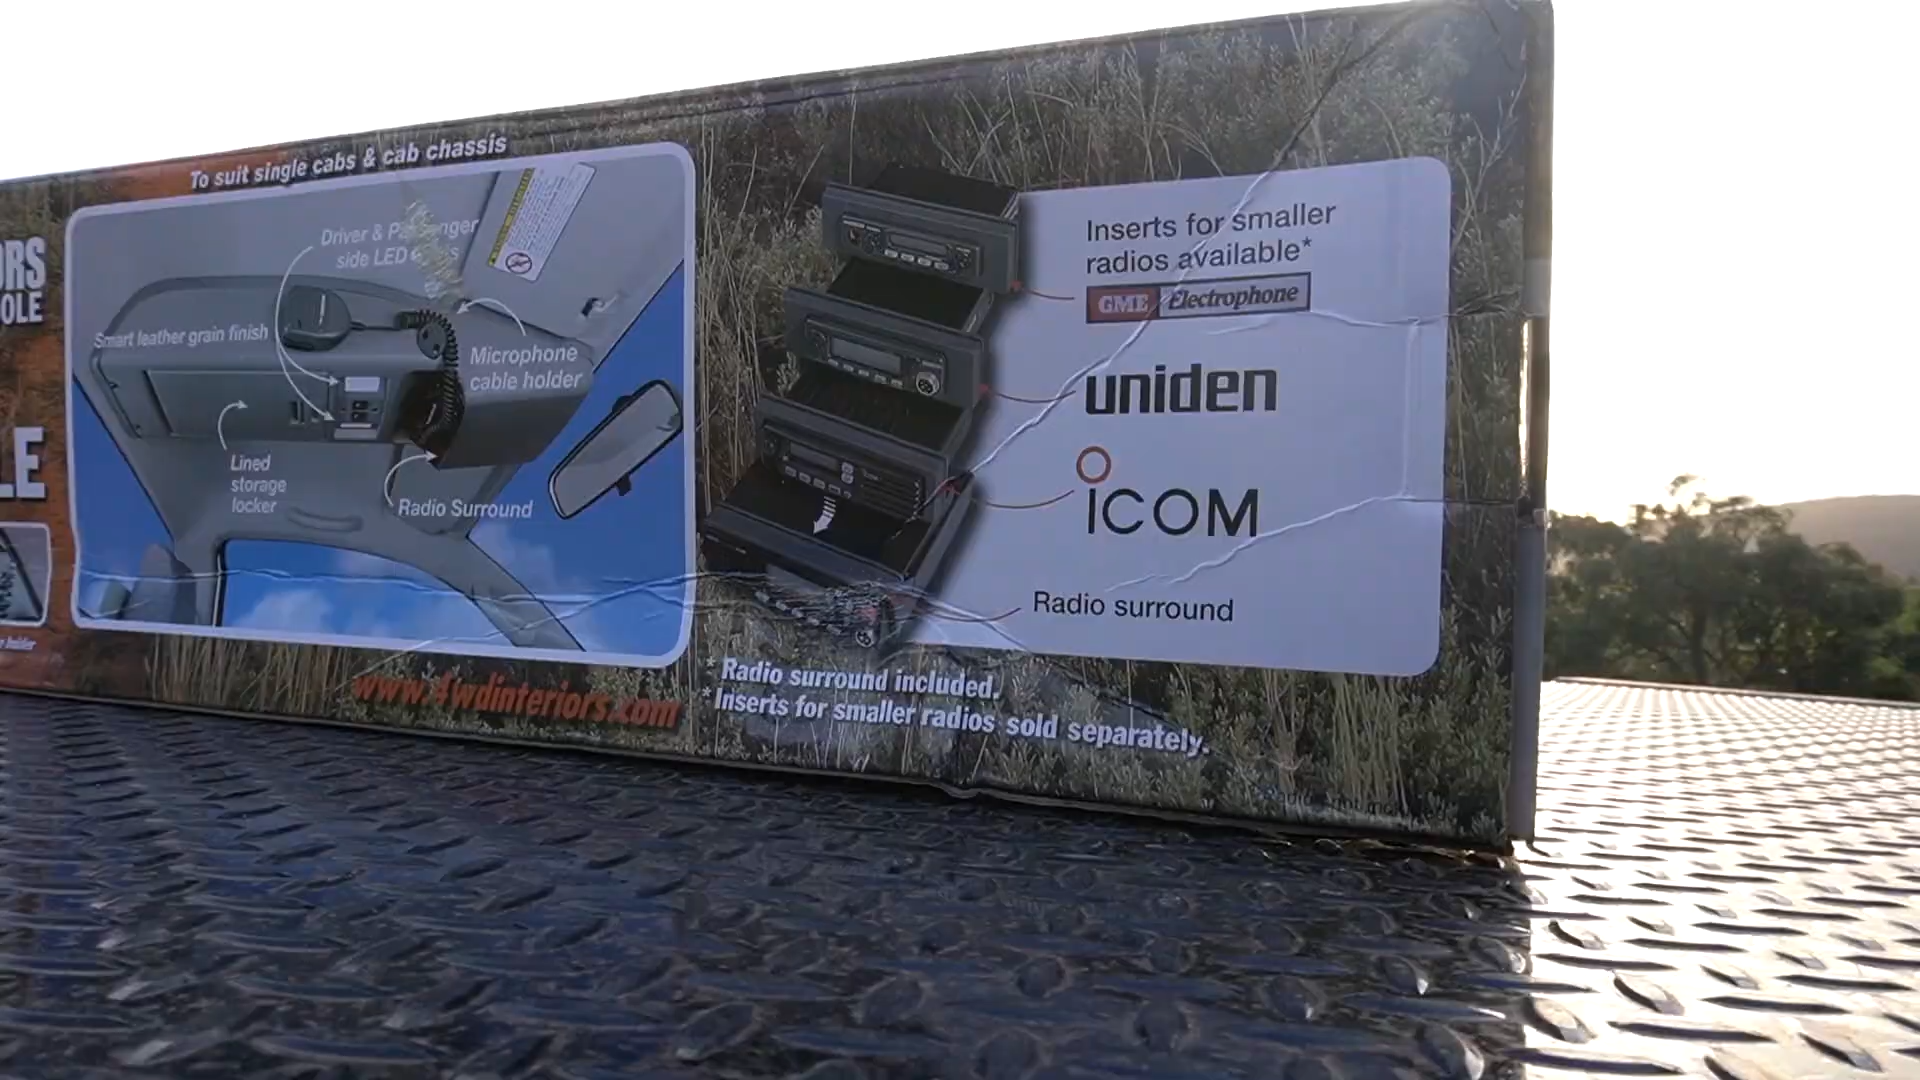 To suit single cabs & cab chassis
ORS
OLE
LE
Driver & Passenger
side LED
Smart leather grain finish
Microphone
cable holder
Lined
storage
locker
Radio Surround
www.4wdinteriors.com
Inserts for smaller
radios available*
GME Electrophone
uniden
ICOM
Radio surround
* Radio surround included.
* Inserts for smaller radios sold separately.